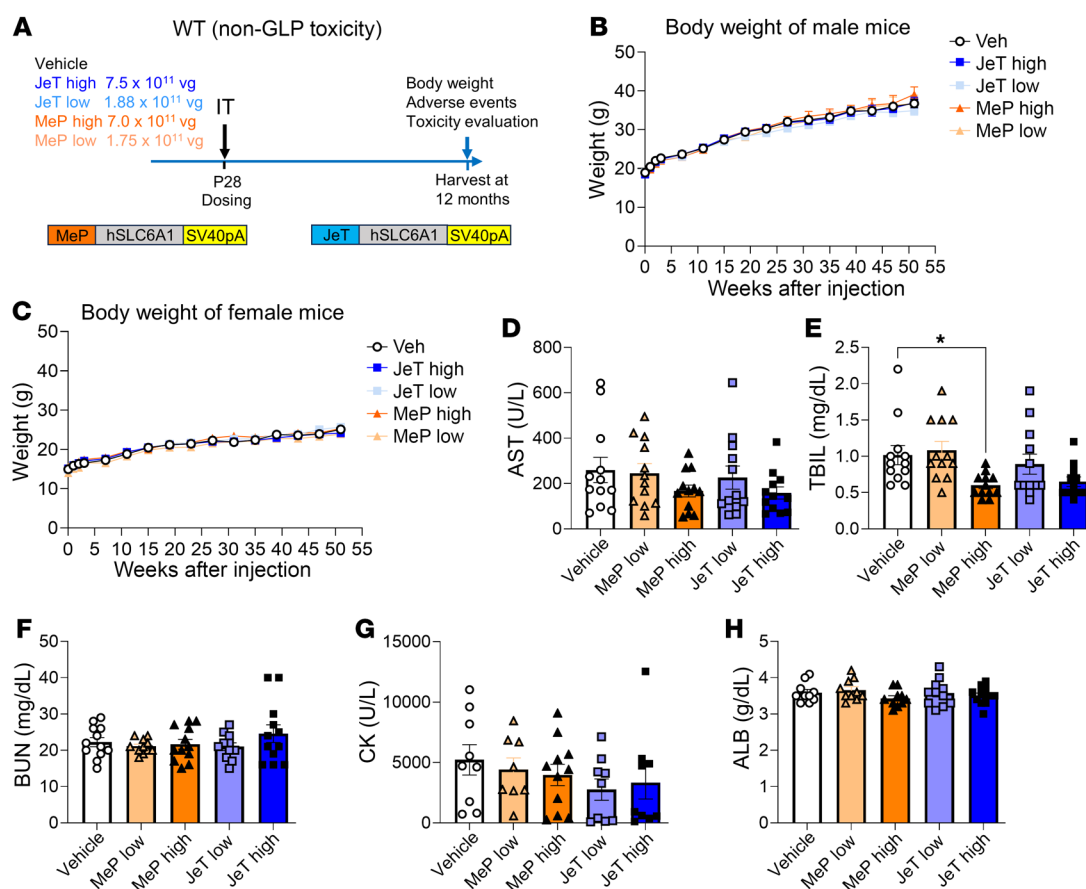 A
WT (non-GLP toxicity)
Vehicle
JeT high 7.5 x 10¹¹ vg
JeT low 1.88 x 10¹¹ vg
MeP high 7.0 x 10¹¹ vg
MeP low 1.75 x 10¹¹ vg
IT
Body weight
Adverse events
Toxicity evaluation
P28
Dosing
Harvest at
12 months
MeP hSLC6A1 SV40pA
JeT hSLC6A1 SV40pA
B
Body weight of male mice
Weight (g)
50
40
30
20
10
0
0 5 10 15 20 25 30 35 40 45 50 55
Weeks after injection
Veh
JeT high
JeT low
MeP high
MeP low
C
Body weight of female mice
Weight (g)
50
40
30
20
10
0
0 5 10 15 20 25 30 35 40 45 50 55
Weeks after injection
Veh
JeT high
JeT low
MeP high
MeP low
D
AST (U/L)
800
600
400
200
0
Vehicle
MeP low
MeP high
JeT low
JeT high
E
TBIL (mg/dL)
2.5
2.0
1.5
1.0
0.5
0.0
*
Vehicle
MeP low
MeP high
JeT low
JeT high
F
BUN (mg/dL)
50
40
30
20
10
0
Vehicle
MeP low
MeP high
JeT low
JeT high
G
CK (U/L)
15000
10000
5000
0
Vehicle
MeP low
MeP high
JeT low
JeT high
H
ALB (g/dL)
5
4
3
2
1
0
Vehicle
MeP low
MeP high
JeT low
JeT high